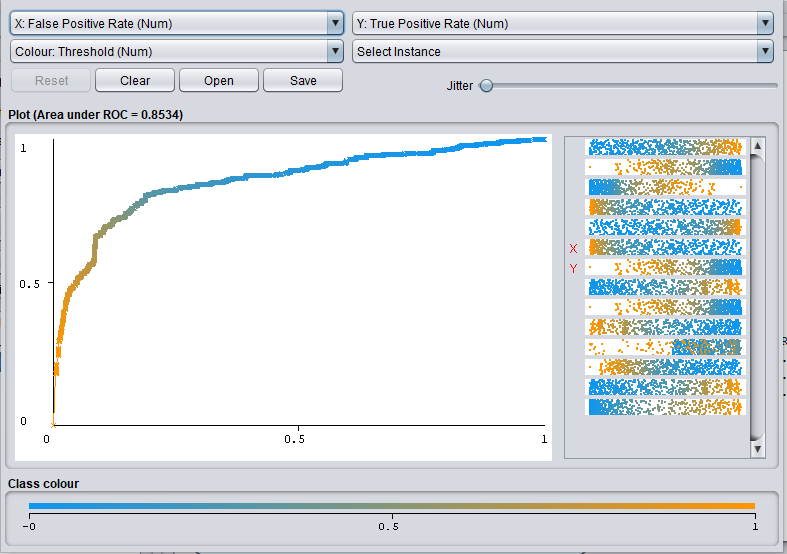 X: False Positive Rate (Num) Y: True Positive Rate (Num)
Colour: Threshold (Num) Select Instance
Reset Clear Open Save Jitter
Plot (Area under ROC = 0.8534)
1
X
Y
0.5
0
0 0.5 1
Class colour
-0 0.5 1